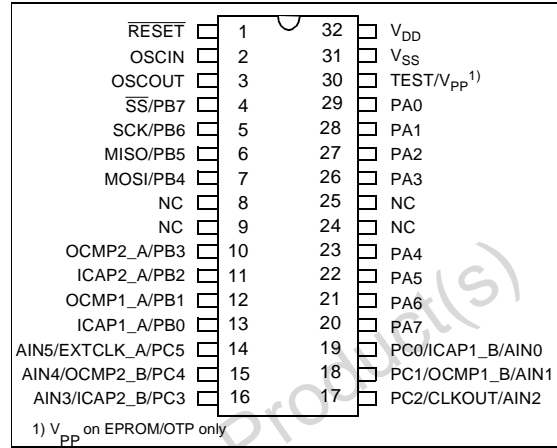 RESET 1 32 VDD
OSCIN 2 31 VSS
OSCOUT 3 30 TEST/VPP1)
SS/PB7 4 29 PA0
SCK/PB6 5 28 PA1
MISO/PB5 6 27 PA2
MOSI/PB4 7 26 PA3
NC 8 25 NC
NC 9 24 NC
OCMP2_A/PB3 10 23 PA4
ICAP2_A/PB2 11 22 PA5
OCMP1_A/PB1 12 21 PA6
ICAP1_A/PB0 13 20 PA7
AIN5/EXTCLK_A/PC5 14 19 PC0/ICAP1_B/AIN0
AIN4/OCMP2_B/PC4 15 18 PC1/OCMP1_B/AIN1
AIN3/ICAP2_B/PC3 16 17 PC2/CLKOUT/AIN2
1) VPP on EPROM/OTP only
Product(s)